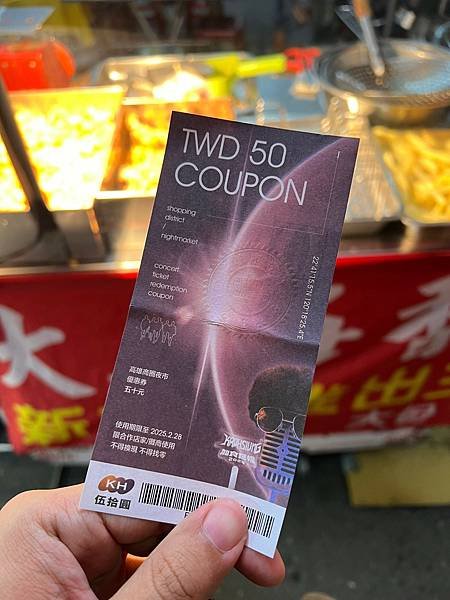 TWD 50
COUPON
shopping
district
/
nightmarket
concert
ticket
redemption
coupon
高雄商圈夜市
優惠券
五十元
使用期限至 2025.2.28
限合作店家/攤商使用
不得換現 不得找零
KH
伍拾圓